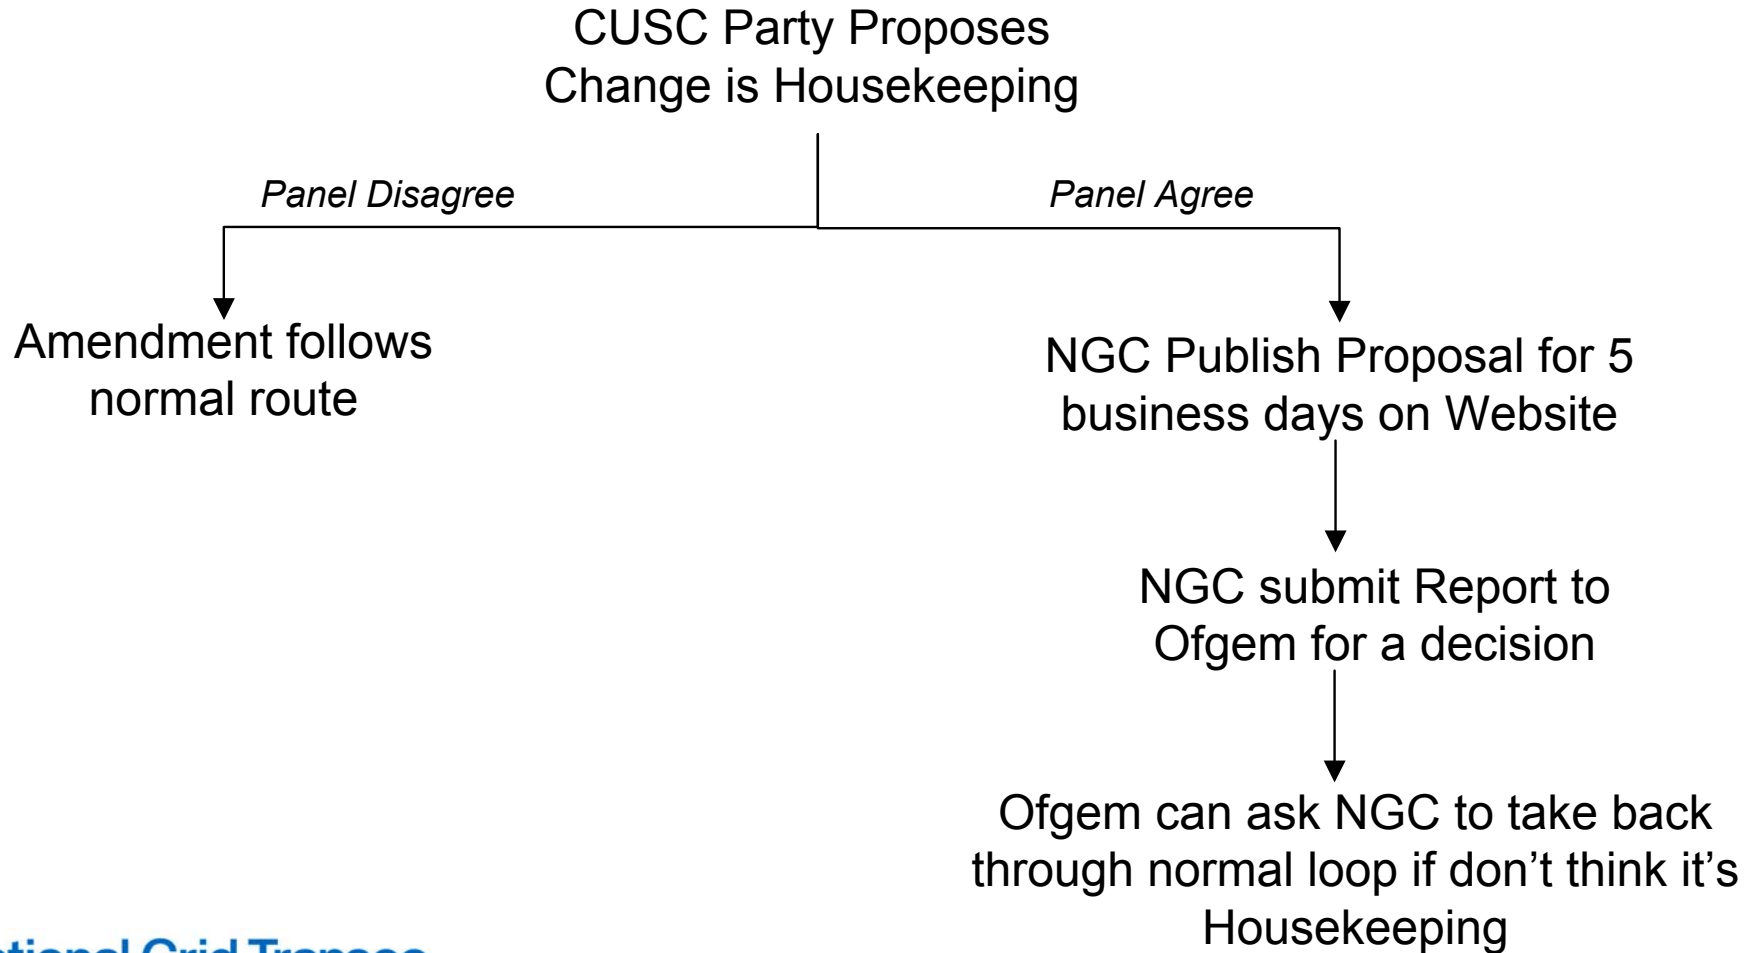 CUSC Party Proposes
Change is Housekeeping
Panel Disagree
Panel Agree
Amendment follows
normal route
NGC Publish Proposal for 5
business days on Website
NGC submit Report to
Ofgem for a decision
Ofgem can ask NGC to take back
through normal loop if don’t think it’s
Housekeeping
Grid